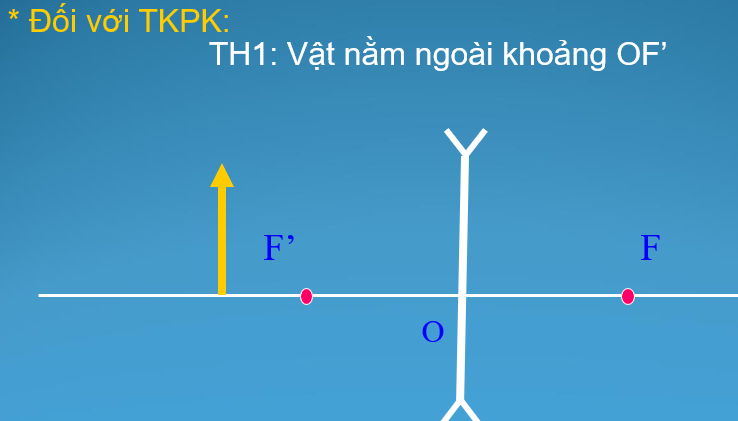 * Đối với TKPK:
TH1: Vật nằm ngoài khoảng OF’
F’
F
O